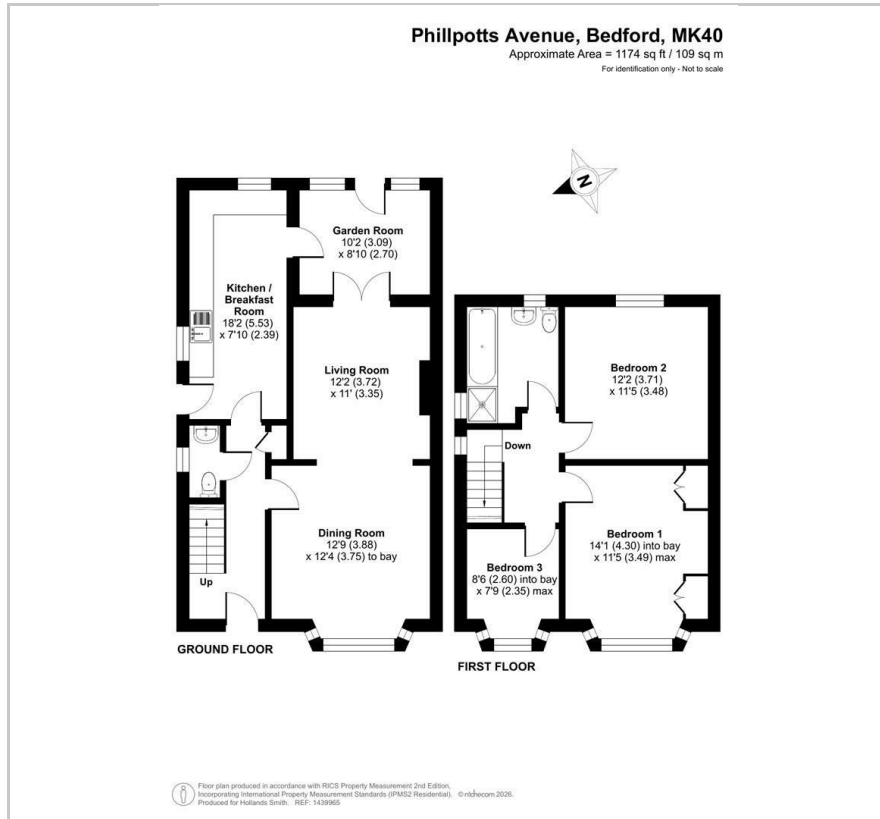 Phillpotts Avenue, Bedford, MK40
Approximate Area = 1174 sq ft / 109 sq m
For identification only - Not to scale
N
Garden Room
10'2 (3.09)
x 8'10 (2.70)
Kitchen /
Breakfast
Room
18'2 (5.53)
x 7'10 (2.39)
Living Room
12'2 (3.72)
x 11' (3.35)
Dining Room
12'9 (3.88)
x 12'4 (3.75) to bay
Up
GROUND FLOOR
Bedroom 2
12'2 (3.71)
x 11'5 (3.48)
Down
Bedroom 1
14'1 (4.30) into bay
x 11'5 (3.49) max
Bedroom 3
8'6 (2.60) into bay
x 7'9 (2.35) max
FIRST FLOOR
Floor plan produced in accordance with RICS Property Measurement 2nd Edition,
Incorporating International Property Measurement Standards (IPMS2 Residential). © nichecom 2026.
Produced for Hollands Smith. REF: 1439965